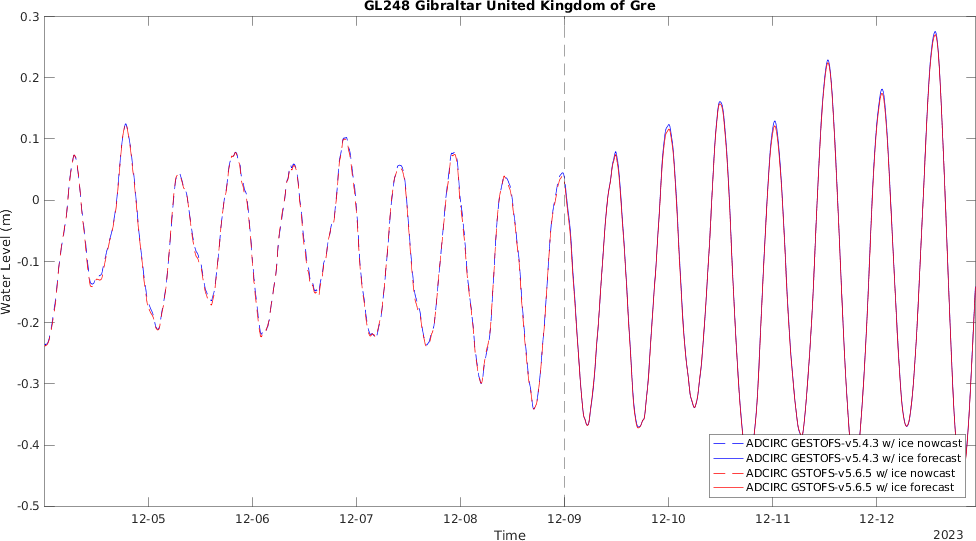 GL248 Gibraltar United Kingdom of Gre
0.3
0.2
0.1
0
-0.1
-0.2
-0.3
-0.4
-0.5
Water Level (m)
ADCIRC GESTOFS-v5.4.3 w/ ice nowcast
ADCIRC GESTOFS-v5.4.3 w/ ice forecast
ADCIRC GSTOFS-v5.6.5 w/ ice nowcast
ADCIRC GSTOFS-v5.6.5 w/ ice forecast
12-05 12-06 12-07 12-08 12-09 12-10 12-11 12-12
Time
2023